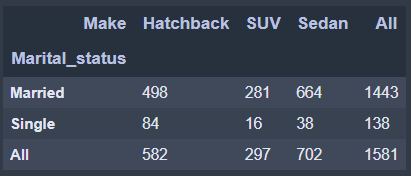 Make Hatchback SUV Sedan All
Marital_status
Married 498 281 664 1443
Single 84 16 38 138
All 582 297 702 1581